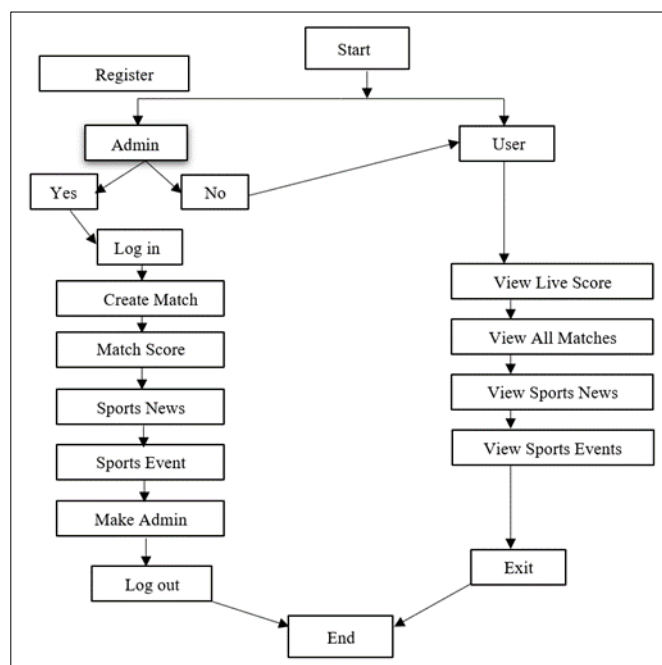 Start
Register
Admin
User
Yes
No
Log in
Create Match
Match Score
Sports News
Sports Event
Make Admin
Log out
View Live Score
View All Matches
View Sports News
View Sports Events
Exit
End